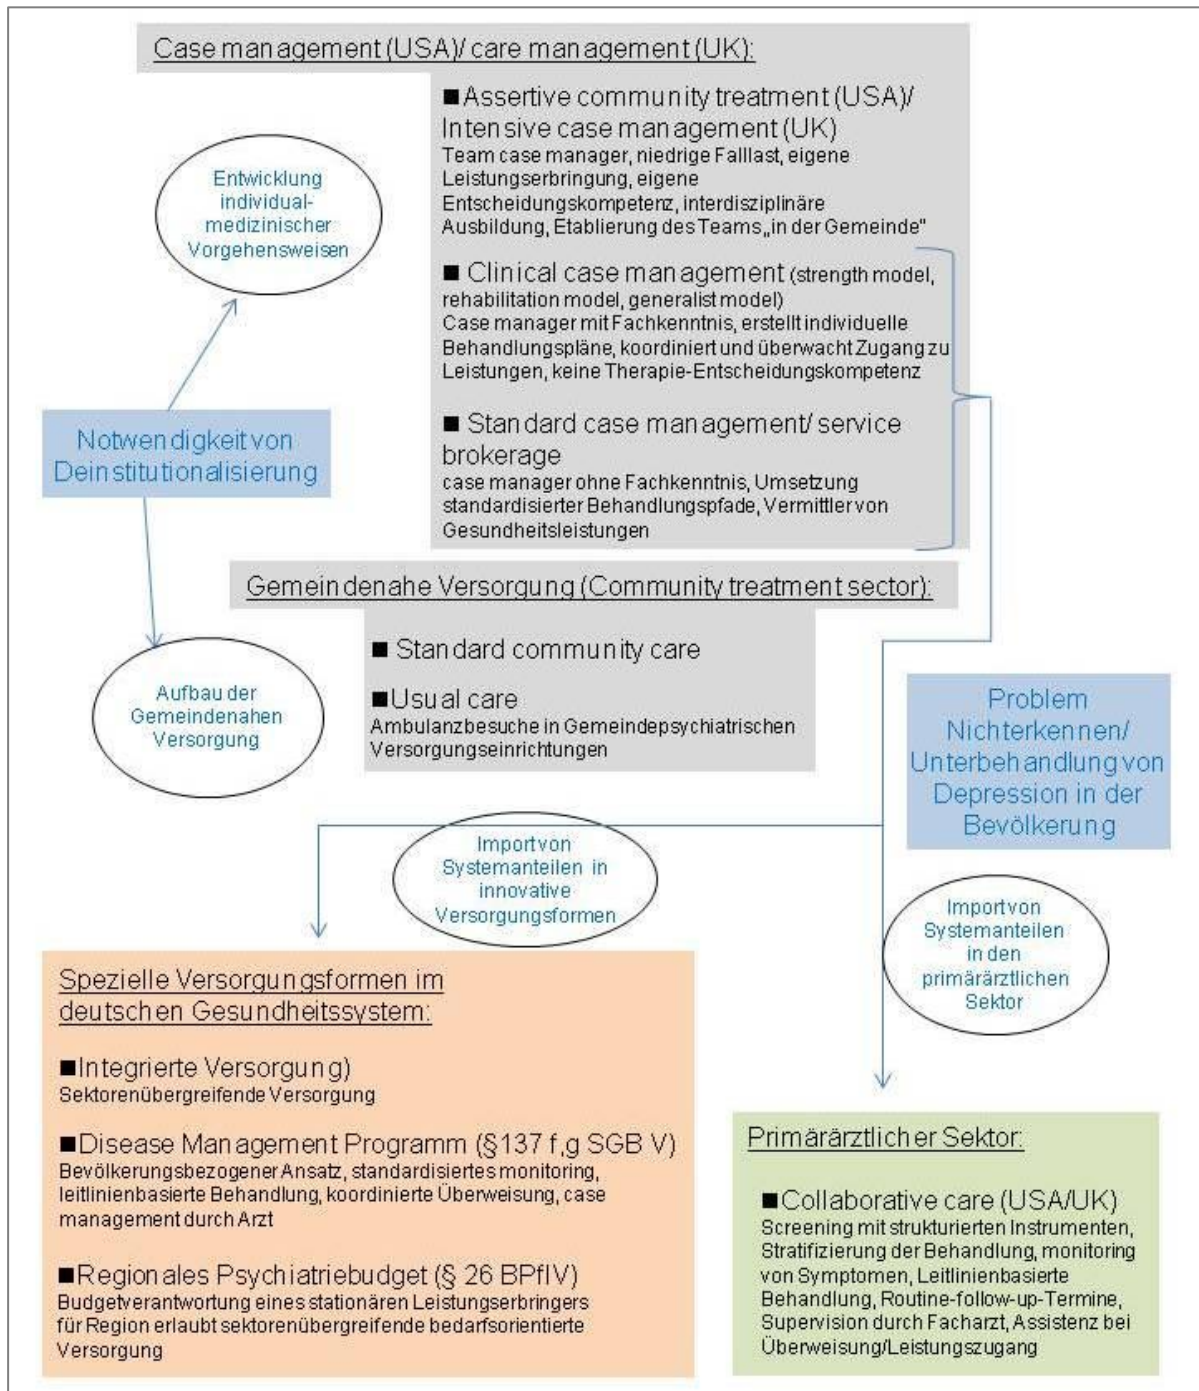 Case management (USA)/ care management (UK):
■Assertive community treatment (USA)/
Intensive case management (UK)
Team case manager, niedrige Falllast, eigene
Leistungserbringung, eigene
Entscheidungskompetenz, interdisziplinäre
Ausbildung, Etablierung des Teams „in der Gemeinde“
■ Clinical case management (strength model,
rehabilitation model, generalist model)
Case manager mit Fachkenntnis, erstellt individuelle
Behandlungspläne, koordiniert und überwacht Zugang zu
Leistungen, keine Therapie-Entscheidungskompetenz
■ Standard case management/ service
brokerage
case manager ohne Fachkenntnis, Umsetzung
standardisierter Behandlungspfade, Vermittler von
Gesundheitsleistungen
Entwicklung
individual-
medizinischer
Vorgehensweisen
Notwendigkeit von
Deinstitutionalisierung
Aufbau der
Gemeindenahen
Versorgung
Gemeindenahe Versorgung (Community treatment sector):
■ Standard community care
■Usual care
Ambulanzbesuche in Gemeindepsychiatrischen
Versorgungseinrichtungen
Problem
Nichterkennen/
Unterbehandlung von
Depression in der
Bevölkerung
Import von
Systemanteilen in
innovative
Versorgungsformen
Import von
Systemanteilen
in den
primärärztlichen
Sektor
Spezielle Versorgungsformen im
deutschen Gesundheitssystem:
■Integrierte Versorgung)
Sektorenübergreifende Versorgung
■Disease Management Programm (§137 f,g SGB V)
Bevölkerungsbezogener Ansatz, standardisiertes monitoring,
leitlinienbasierte Behandlung, koordinierte Überweisung, case
management durch Arzt
■Regionales Psychiatriebudget (§ 26 BPflV)
Budgetverantwortung eines stationären Leistungserbringers
für Region erlaubt sektorenübergreifende bedarfsorientierte
Versorgung
Primärärztlicher Sektor:
■Collaborative care (USA/UK)
Screening mit strukturierten Instrumenten,
Stratifizierung der Behandlung, monitoring
von Symptomen, Leitlinienbasierte
Behandlung, Routine-follow-up-Termine,
Supervision durch Facharzt, Assistenz bei
Überweisung/Leistungszugang